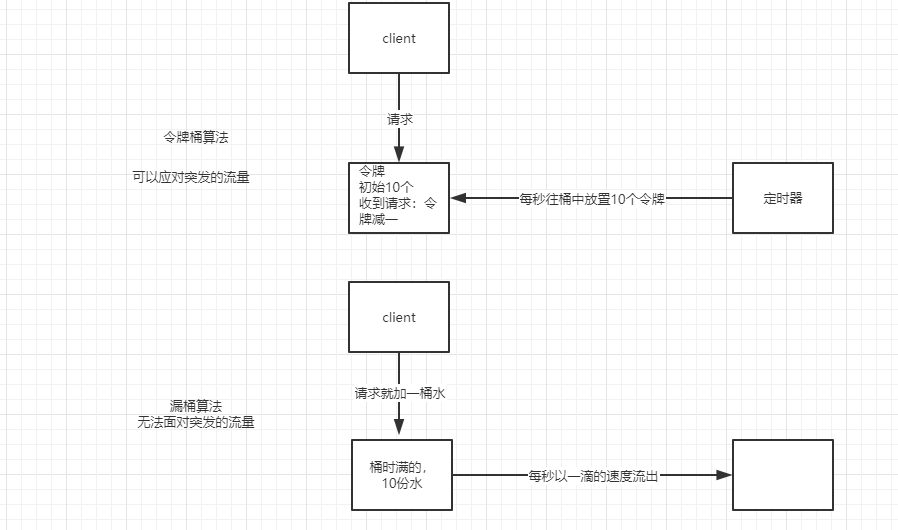 client
请求
令牌桶算法
可以应对突发的流量
令牌
初始10个
收到请求：令
牌减一
每秒往桶中放置10个令牌
定时器
client
请求就加一桶水
漏桶算法
无法面对突发的流量
桶时满的，
10份水
每秒以一滴的速度流出